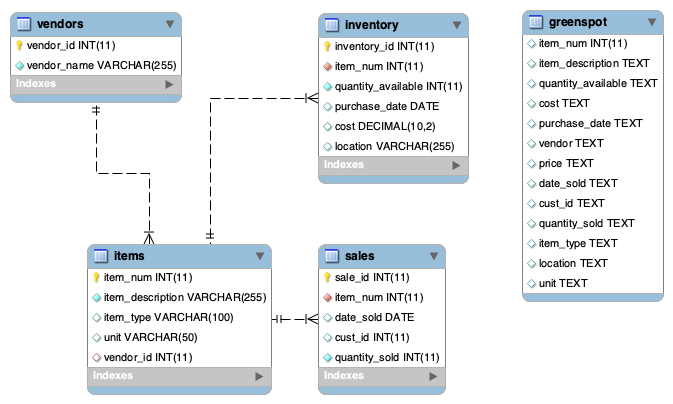 vendors
vendor_id INT(11)
vendor_name VARCHAR(255)
Indexes
inventory
inventory_id INT(11)
item_num INT(11)
quantity_available INT(11)
purchase_date DATE
cost DECIMAL(10,2)
location VARCHAR(255)
Indexes
greenspot
item_num INT(11)
item_description TEXT
quantity_available TEXT
cost TEXT
purchase_date TEXT
vendor TEXT
price TEXT
date_sold TEXT
cust_id TEXT
quantity_sold TEXT
item_type TEXT
location TEXT
unit TEXT
items
item_num INT(11)
item_description VARCHAR(255)
item_type VARCHAR(100)
unit VARCHAR(50)
vendor_id INT(11)
Indexes
sales
sale_id INT(11)
item_num INT(11)
date_sold DATE
cust_id INT(11)
quantity_sold INT(11)
Indexes